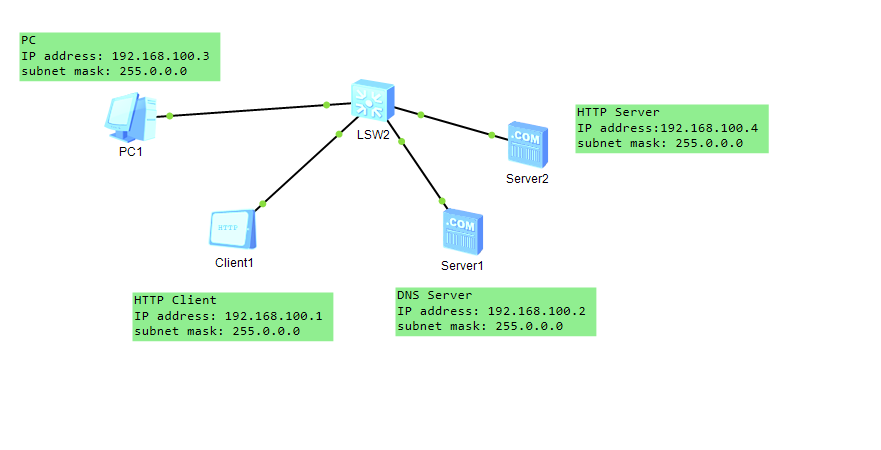 PC
IP address: 192.168.100.3
subnet mask: 255.0.0.0
PC1
LSW2
HTTP Server
IP address:192.168.100.4
subnet mask: 255.0.0.0
.COM
Server2
HTTP
Client1
.COM
Server1
HTTP Client
IP address: 192.168.100.1
subnet mask: 255.0.0.0
DNS Server
IP address: 192.168.100.2
subnet mask: 255.0.0.0